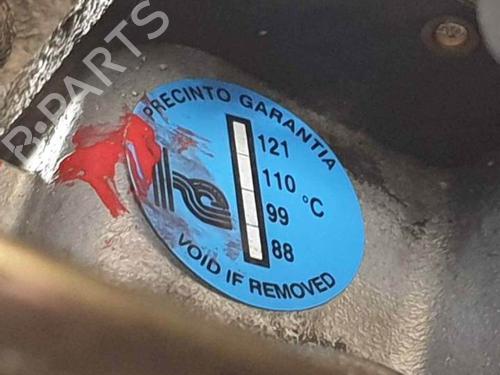 PRECINTO GARANTIA
121
110 °C
99
88
VOID IF REMOVED
B-PARTS